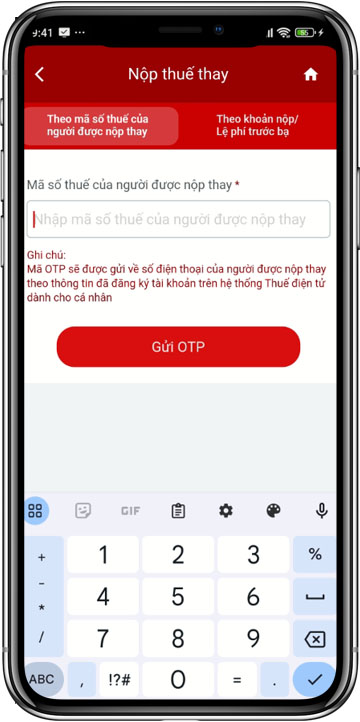 9:41
Nộp thuế thay
Theo mã số thuế của
người được nộp thay
Theo khoản nộp/
Lệ phí trước bạ
Mã số thuế của người được nộp thay *
Nhập mã số thuế của người được nộp thay
Ghi chú:
Mã OTP sẽ được gửi về số điện thoại của người được nộp thay
theo thông tin đã đăng ký tài khoản trên hệ thống Thuế điện tử
dành cho cá nhân
Gửi OTP
GIF
+ 1 2 3 %
- 4 5 6
* 
/ 7 8 9
ABC , !?# 0 = .